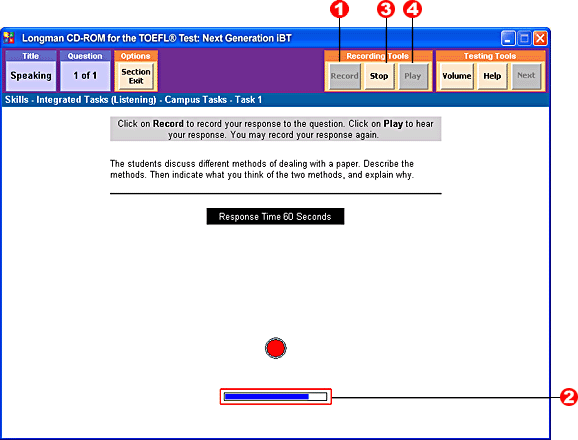 1 3 4
Longman CD-ROM for the TOEFL® Test: Next Generation iBT
Title Question Options Recording Tools Testing Tools
Speaking 1 of 1 Section Exit Record Stop Play Volume Help Next
Skills - Integrated Tasks (Listening) - Campus Tasks - Task 1
Click on Record to record your response to the question. Click on Play to hear
your response. You may record your response again.
The students discuss different methods of dealing with a paper. Describe the
methods. Then indicate what you think of the two methods, and explain why.
Response Time 60 Seconds
2